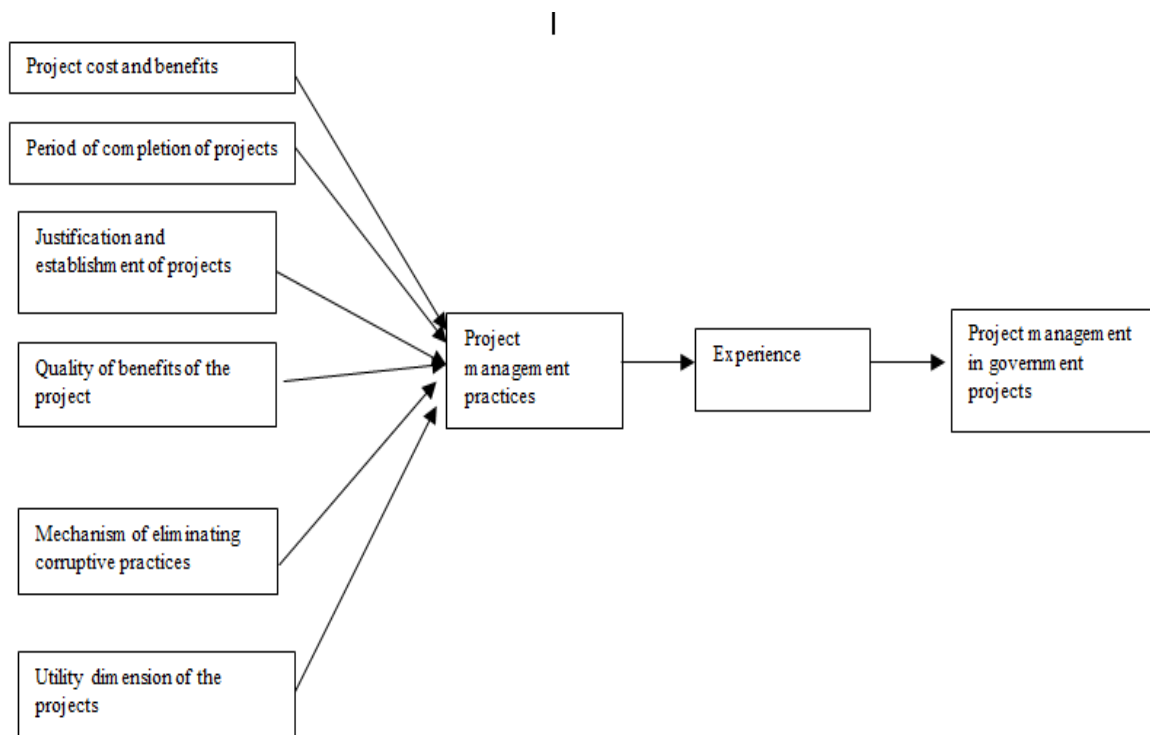 Project cost and benefits
Period of completion of projects
Justification and
establishment of projects
Quality of benefits of the
project
Mechanism of eliminating
corruptive practices
Utility dimension of the
projects
Project
management
practices
Experience
Project management
in government
projects